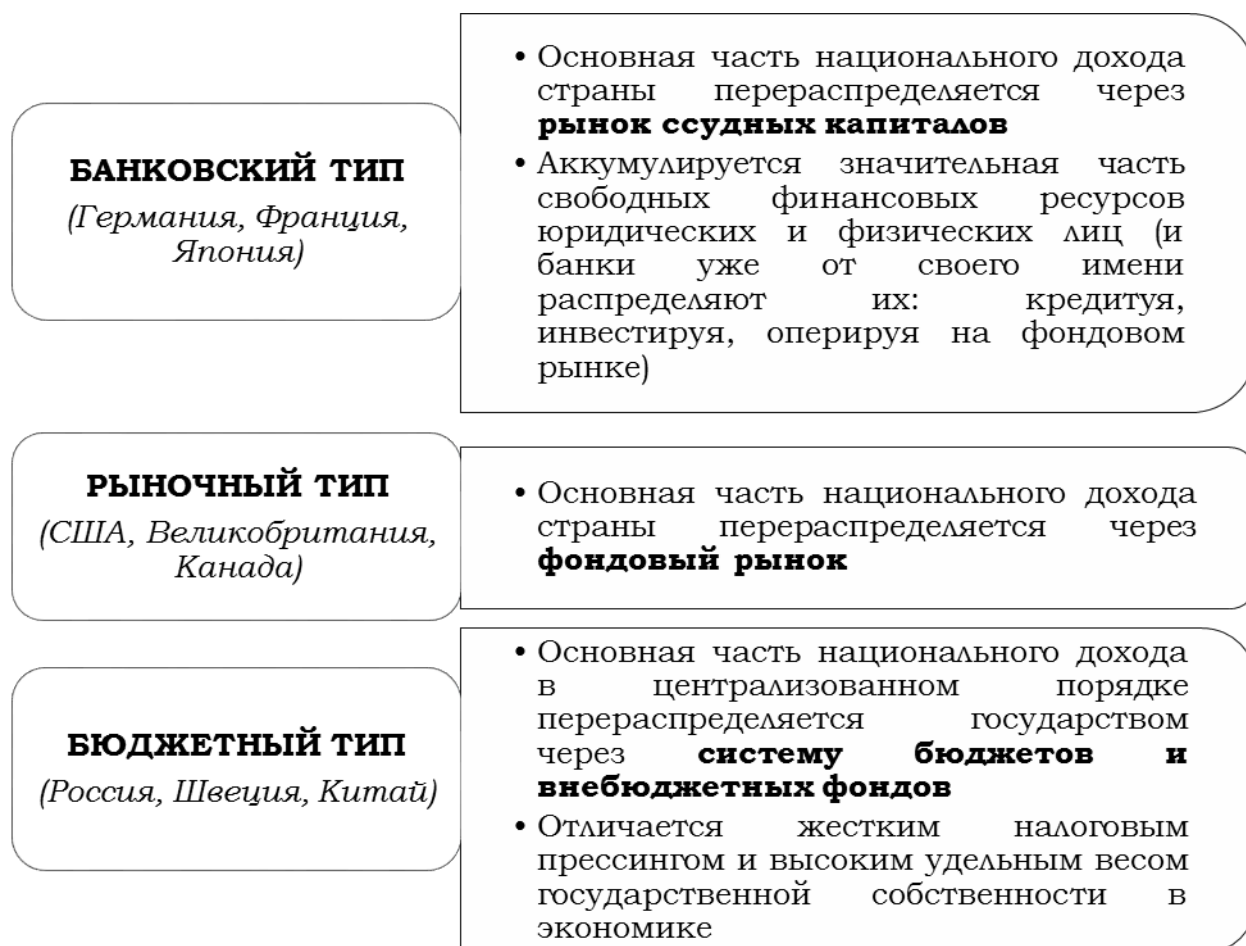 БАНКОВСКИЙ ТИП
(Германия, Франция,
Япония)
• Основная часть национального дохода
страны перераспределяется через
рынок ссудных капиталов
• Аккумулируется значительная часть
свободных финансовых ресурсов
юридических и физических лиц (и
банки уже от своего имени
распределяют их: кредитуя,
инвестируя, оперируя на фондовом
рынке)
РЫНОЧНЫЙ ТИП
(США, Великобритания,
Канада)
• Основная часть национального дохода
страны перераспределяется через
фондовый рынок
БЮДЖЕТНЫЙ ТИП
(Россия, Швеция, Китай)
• Основная часть национального дохода
в централизованном порядке
перераспределяется государством
через систему бюджетов и
внебюджетных фондов
• Отличается жестким налоговым
прессингом и высоким удельным весом
государственной собственности в
экономике